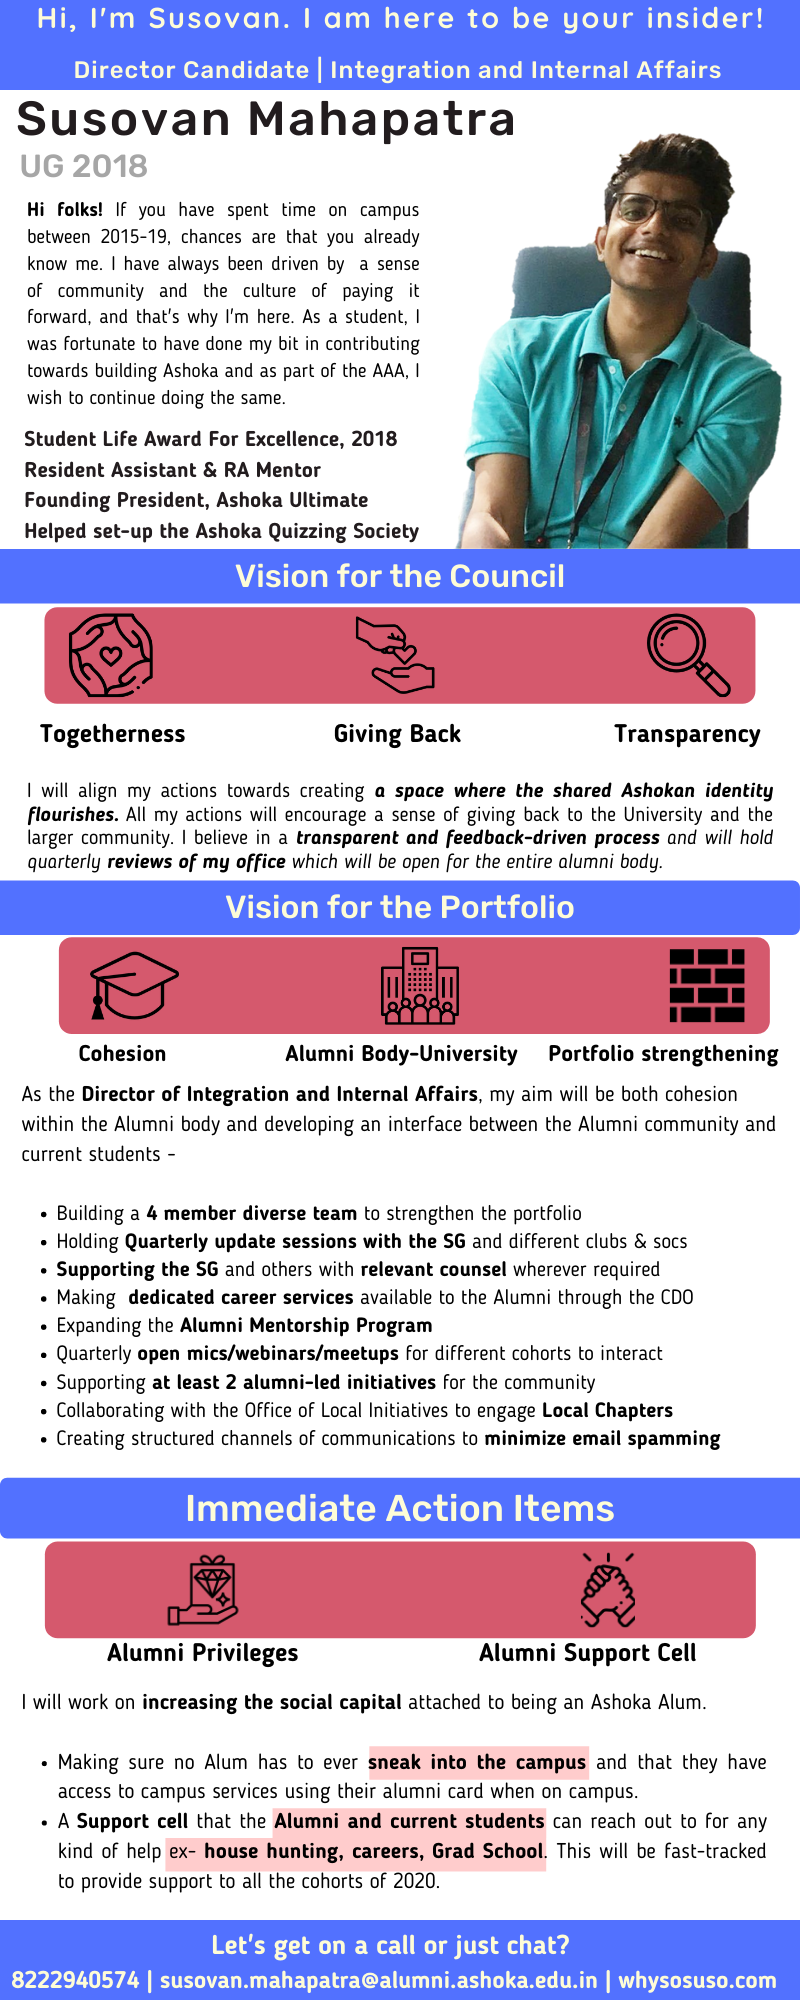 Hi, I'm Susovan. I am here to be your insider!
Director Candidate | Integration and Internal Affairs
Susovan Mahapatra
UG 2018
Hi folks! If you have spent time on campus
between 2015-19, chances are that you already
know me. I have always been driven by a sense
of community and the culture of paying it
forward, and that's why I'm here. As a student, I
was fortunate to have done my bit in contributing
towards building Ashoka and as part of the AAA, I
wish to continue doing the same.
Student Life Award For Excellence, 2018
Resident Assistant & RA Mentor
Founding President, Ashoka Ultimate
Helped set-up the Ashoka Quizzing Society
Vision for the Council
Togetherness Giving Back Transparency
I will align my actions towards creating a space where the shared Ashokan identity
flourishes. All my actions will encourage a sense of giving back to the University and the
larger community. I believe in a transparent and feedback-driven process and will hold
quarterly reviews of my office which will be open for the entire alumni body.
Vision for the Portfolio
Cohesion Alumni Body-University Portfolio strengthening
As the Director of Integration and Internal Affairs, my aim will be both cohesion
within the Alumni body and developing an interface between the Alumni community and
current students -
• Building a 4 member diverse team to strengthen the portfolio
• Holding Quarterly update sessions with the SG and different clubs & socs
• Supporting the SG and others with relevant counsel wherever required
• Making dedicated career services available to the Alumni through the CDO
• Expanding the Alumni Mentorship Program
• Quarterly open mics/webinars/meetups for different cohorts to interact
• Supporting at least 2 alumni-led initiatives for the community
• Collaborating with the Office of Local Initiatives to engage Local Chapters
• Creating structured channels of communications to minimize email spamming
Immediate Action Items
Alumni Privileges Alumni Support Cell
I will work on increasing the social capital attached to being an Ashoka Alum.
• Making sure no Alum has to ever sneak into the campus and that they have
access to campus services using their alumni card when on campus.
• A Support cell that the Alumni and current students can reach out to for any
kind of help ex- house hunting, careers, Grad School. This will be fast-tracked
to provide support to all the cohorts of 2020.
Let's get on a call or just chat?
8222940574 | susovan.mahapatra@alumni.ashoka.edu.in | whysosuso.com